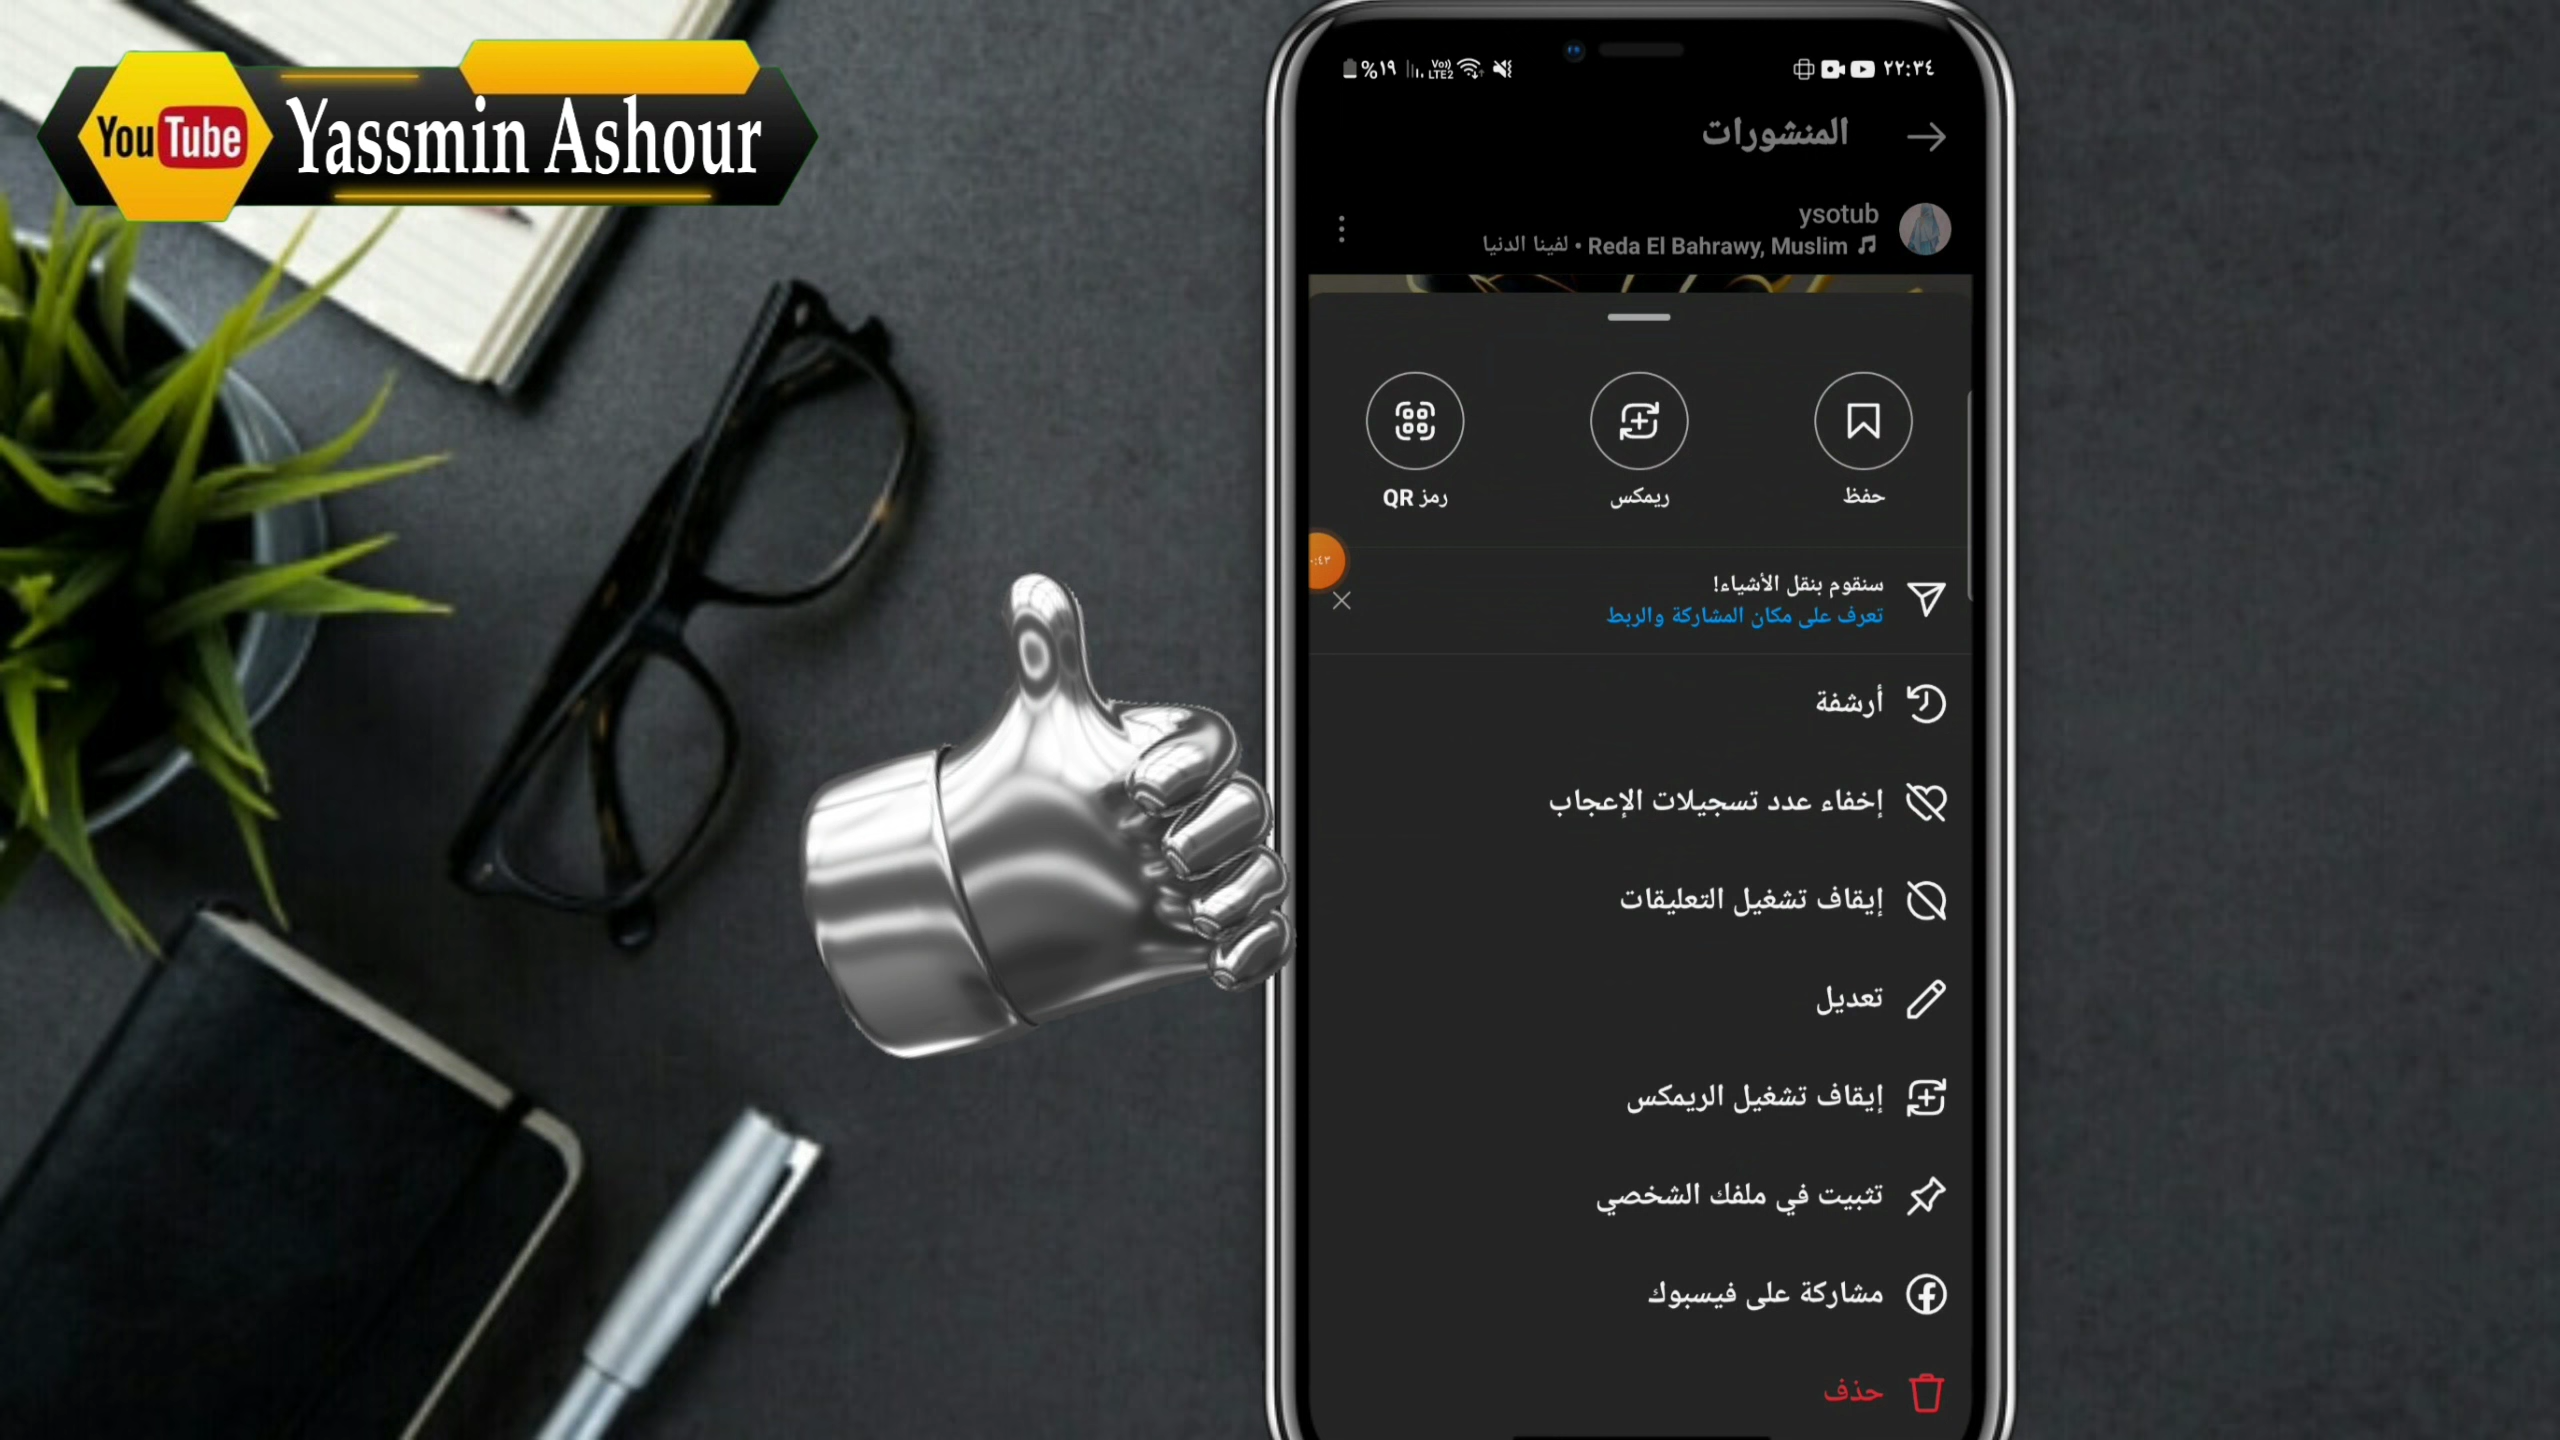 YouTube Yassmin Ashour
%١٩ LTE2 ٢٢:٣٤
المنشورات
ysotub
Reda El Bahrawy, Muslim • لفينا الدنيا
حفظ
ريمكس
رمز QR
سنقوم بنقل الأشياء!
تعرف على مكان المشاركة والربط
أرشفة
إخفاء عدد تسجيلات الإعجاب
إيقاف تشغيل التعليقات
تعديل
إيقاف تشغيل الريمكس
تثبيت في ملفك الشخصي
مشاركة على فيسبوك
حذف